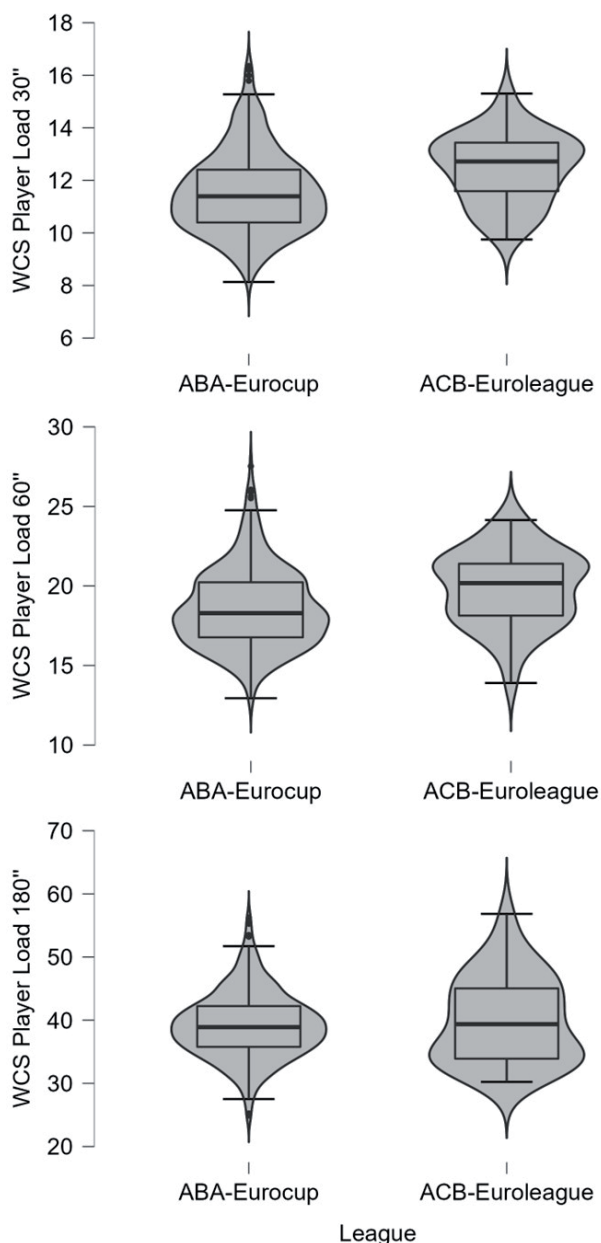 18
16
14
12
10
8
6
WCS Player Load 30"
ABA-Eurocup ACB-Euroleague
30
25
20
15
10
WCS Player Load 60"
ABA-Eurocup ACB-Euroleague
70
60
50
40
30
20
WCS Player Load 180"
ABA-Eurocup ACB-Euroleague
League